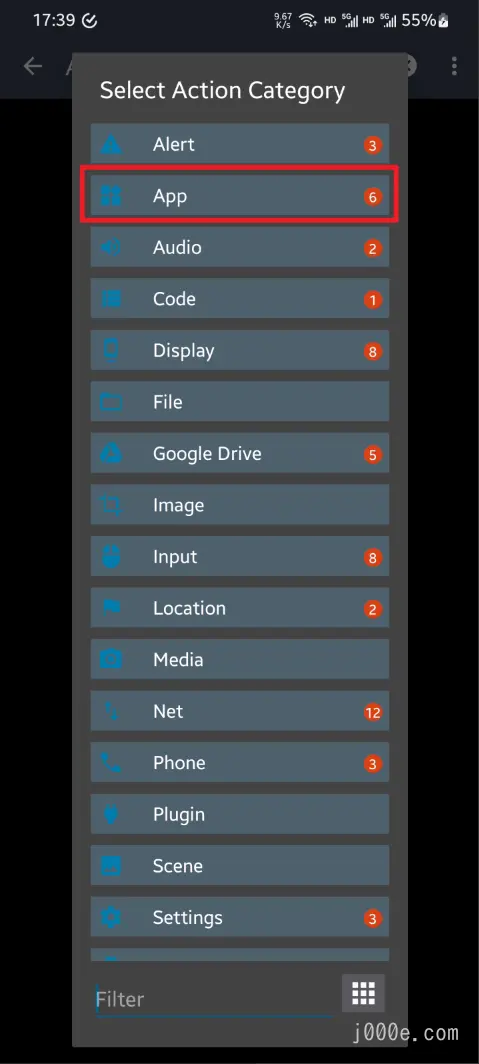 17:39 9.67 K/s HD 5G HD 5G 55%
Select Action Category
Alert 3
App 6
Audio 2
Code 1
Display 8
File
Google Drive 5
Image
Input 8
Location 2
Media
Net 12
Phone 3
Plugin
Scene
Settings 3
Filter
j000e.com